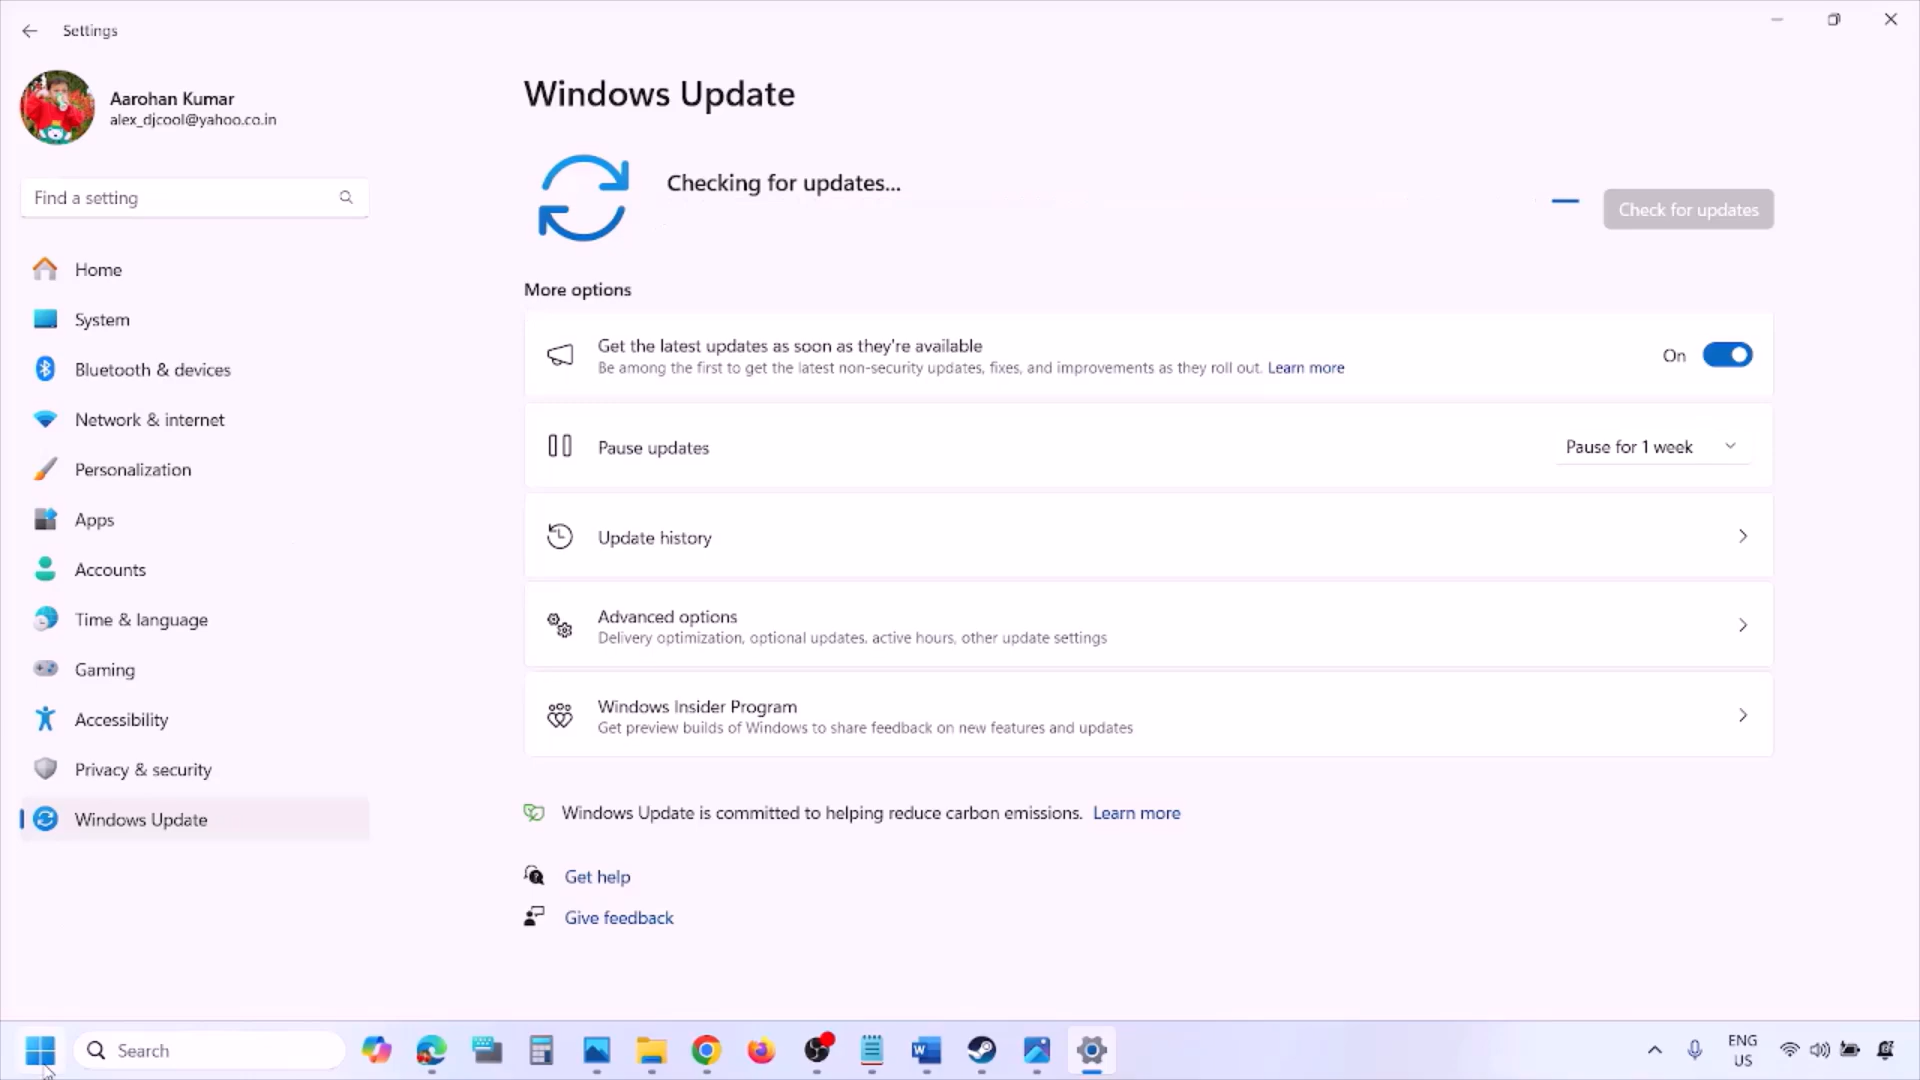 Settings
Aarohan Kumar
alex_djcool@yahoo.co.in
Find a setting
Home
System
Bluetooth & devices
Network & internet
Personalization
Apps
Accounts
Time & language
Gaming
Accessibility
Privacy & security
Windows Update
Windows Update
Checking for updates...
Check for updates
More options
Get the latest updates as soon as they're available
Be among the first to get the latest non-security updates, fixes, and improvements as they roll out. Learn more
On
Pause updates
Pause for 1 week
Update history
Advanced options
Delivery optimization, optional updates, active hours, other update settings
Windows Insider Program
Get preview builds of Windows to share feedback on new features and updates
Windows Update is committed to helping reduce carbon emissions. Learn more
Get help
Give feedback
Search
ENG
US